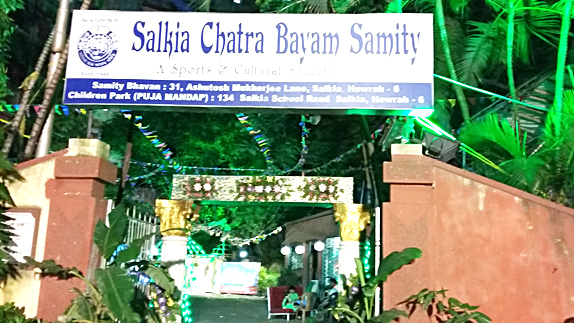 Salkia Chatra Bayam Samity
A Sports & Cultural
Samity Bhavan : 31, Ashutosh Mukherjee Lane, Salkia, Howrah - 6
Children Park (PUJA MANDAP) : 134 Salkia School Road Salkia, Howrah - 6